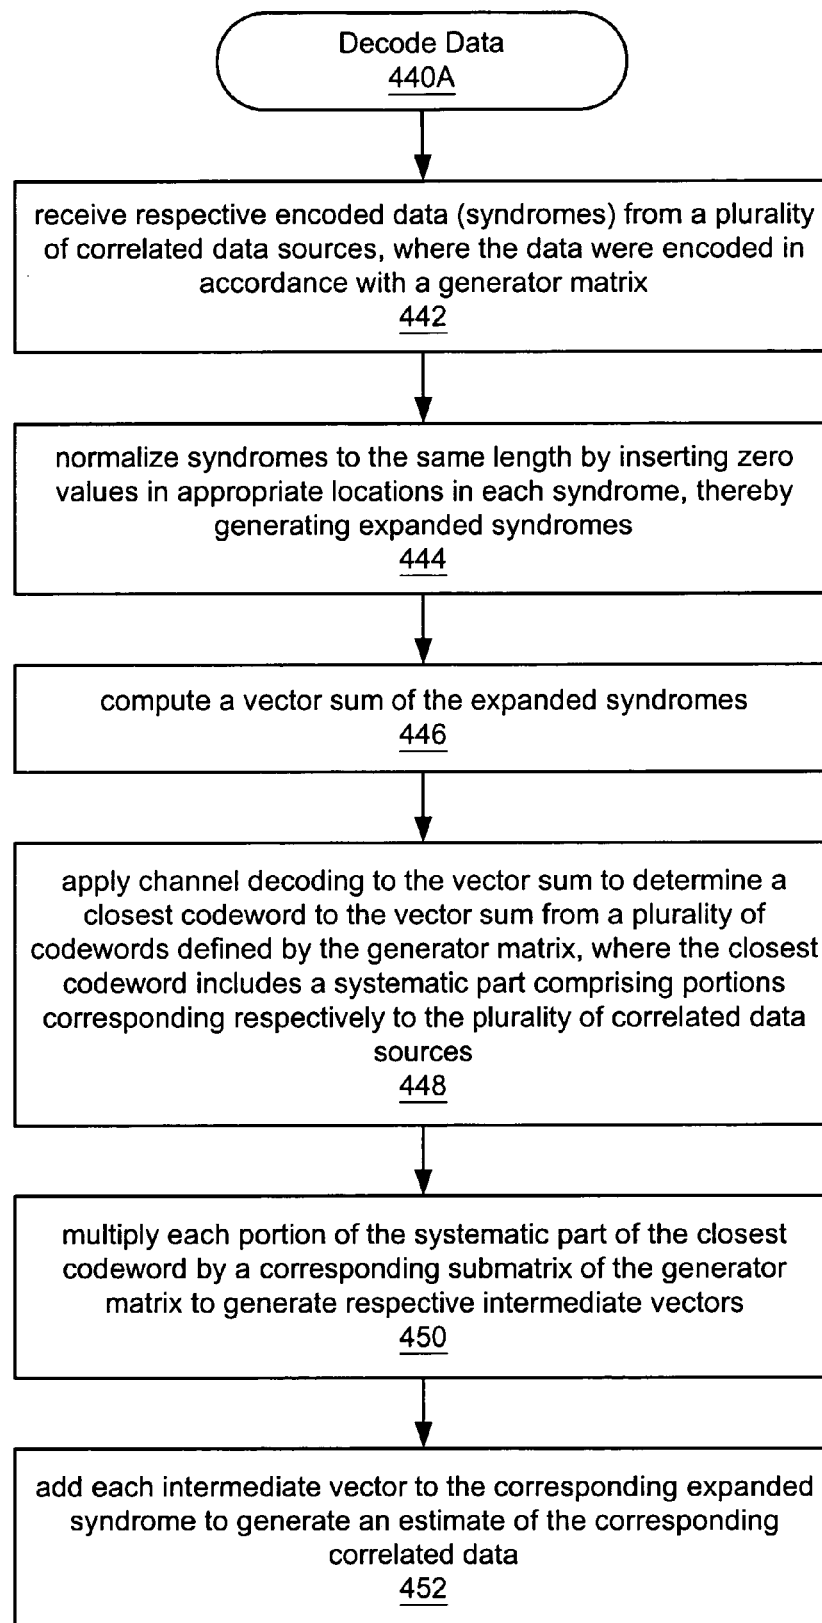 Decode Data
440A
receive respective encoded data (syndromes) from a plurality
of correlated data sources, where the data were encoded in
accordance with a generator matrix
442
normalize syndromes to the same length by inserting zero
values in appropriate locations in each syndrome, thereby
generating expanded syndromes
444
compute a vector sum of the expanded syndromes
446
apply channel decoding to the vector sum to determine a
closest codeword to the vector sum from a plurality of
codewords defined by the generator matrix, where the closest
codeword includes a systematic part comprising portions
corresponding respectively to the plurality of correlated data
sources
448
multiply each portion of the systematic part of the closest
codeword by a corresponding submatrix of the generator
matrix to generate respective intermediate vectors
450
add each intermediate vector to the corresponding expanded
syndrome to generate an estimate of the corresponding
correlated data
452